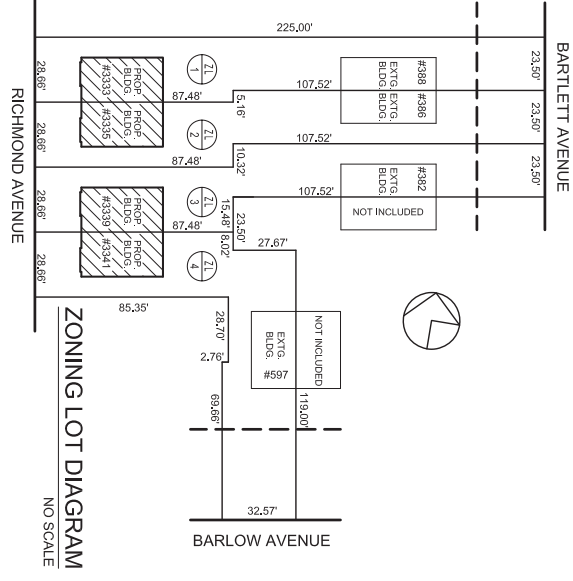 225.00'
BARTLETT AVENUE
23.50'
23.50'
23.50'
28.66'
28.66'
28.66'
28.66'
RICHMOND AVENUE
PROP.
BLDG.
#3333
PROP.
BLDG.
#3335
ZL
1
87.48'
5.16'
107.52'
#388
EXTG.
BLDG.
#386
EXTG.
BLDG.
ZL
2
87.48'
10.32'
107.52'
#382
EXTG.
BLDG.
NOT INCLUDED
PROP.
BLDG.
#3339
PROP.
BLDG.
#3341
ZL
3
87.48'
15.48'
23.50'
8.02'
107.52'
27.67'
ZL
4
85.35'
28.70'
2.76'
69.66'
NOT INCLUDED
EXTG.
BLDG.
#597
119.00'
32.57'
BARLOW AVENUE
ZONING LOT DIAGRAM
NO SCALE